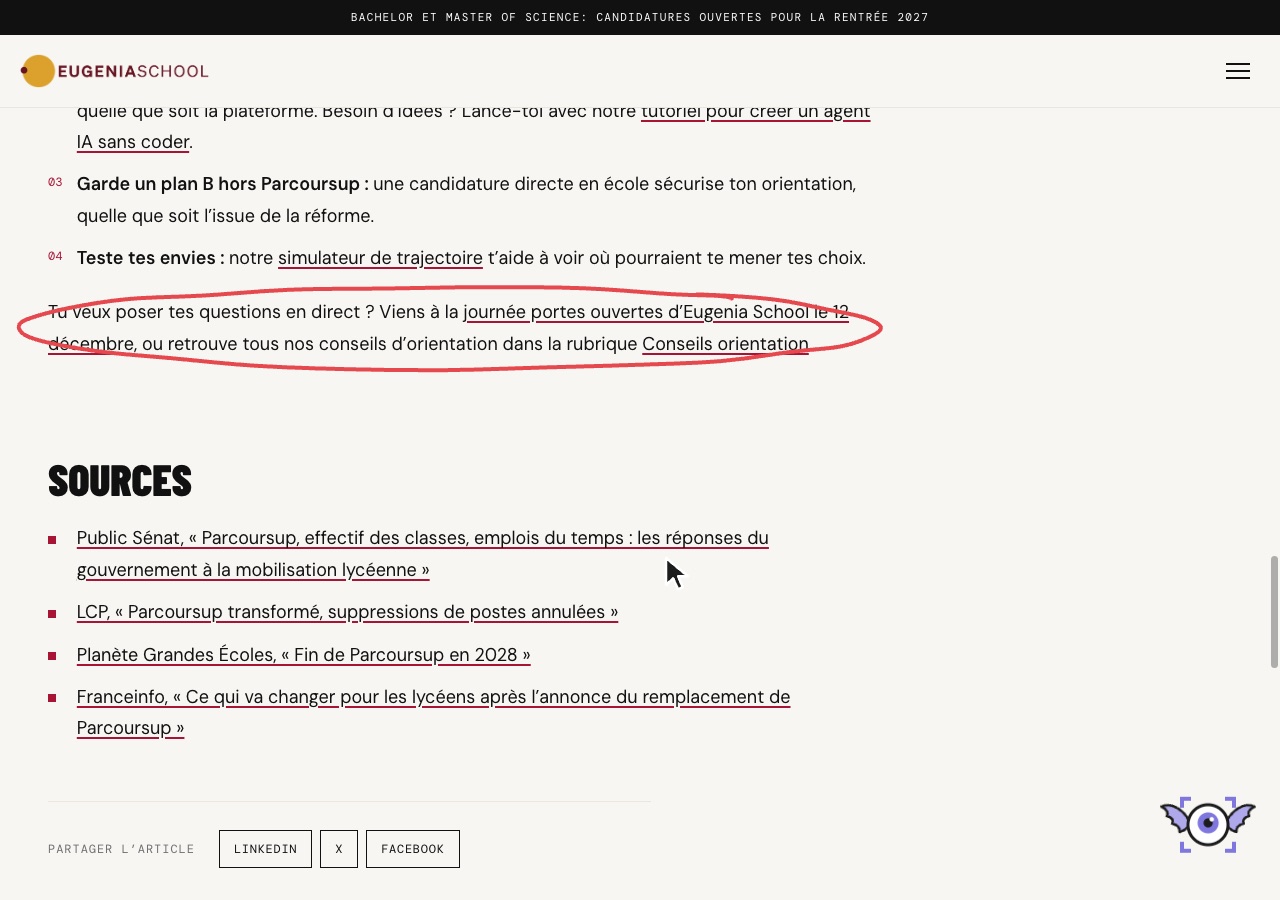 BACHELOR ET MASTER OF SCIENCE: CANDIDATURES OUVERTES POUR LA RENTRÉE 2027
EUGENIASCHOOL
quelle que soit la plateforme. Besoin d'idées ? Lance-toi avec notre tutoriel pour créer un agent
IA sans coder.
03 Garde un plan B hors Parcoursup : une candidature directe en école sécurise ton orientation,
quelle que soit l’issue de la réforme.
04 Teste tes envies : notre simulateur de trajectoire t’aide à voir où pourraient te mener tes choix.
Tu veux poser tes questions en direct ? Viens à la journée portes ouvertes d’Eugenia School le 12
décembre, ou retrouve tous nos conseils d’orientation dans la rubrique Conseils orientation
SOURCES
Public Sénat, « Parcoursup, effectif des classes, emplois du temps : les réponses du
gouvernement à la mobilisation lycéenne »
LCP, « Parcoursup transformé, suppressions de postes annulées »
Planète Grandes Écoles, « Fin de Parcoursup en 2028 »
Franceinfo, « Ce qui va changer pour les lycéens après l’annonce du remplacement de
Parcoursup »
PARTAGER L’ARTICLE LINKEDIN X FACEBOOK